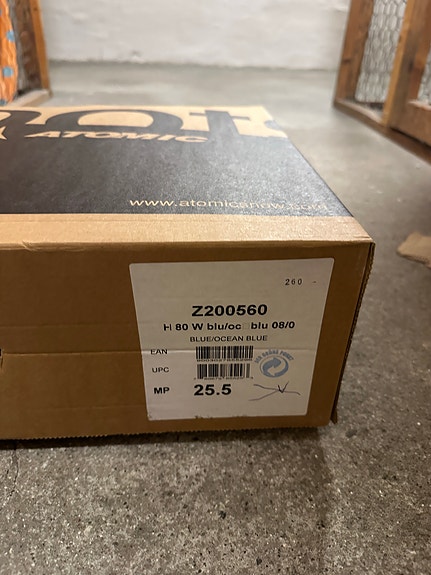 ATOMIC
www.atomicsnow.com
260 -
Z200560
H 80 W blu/oc blu 08/0
BLUE/OCEAN BLUE
EAN
UPC
MP 25.5